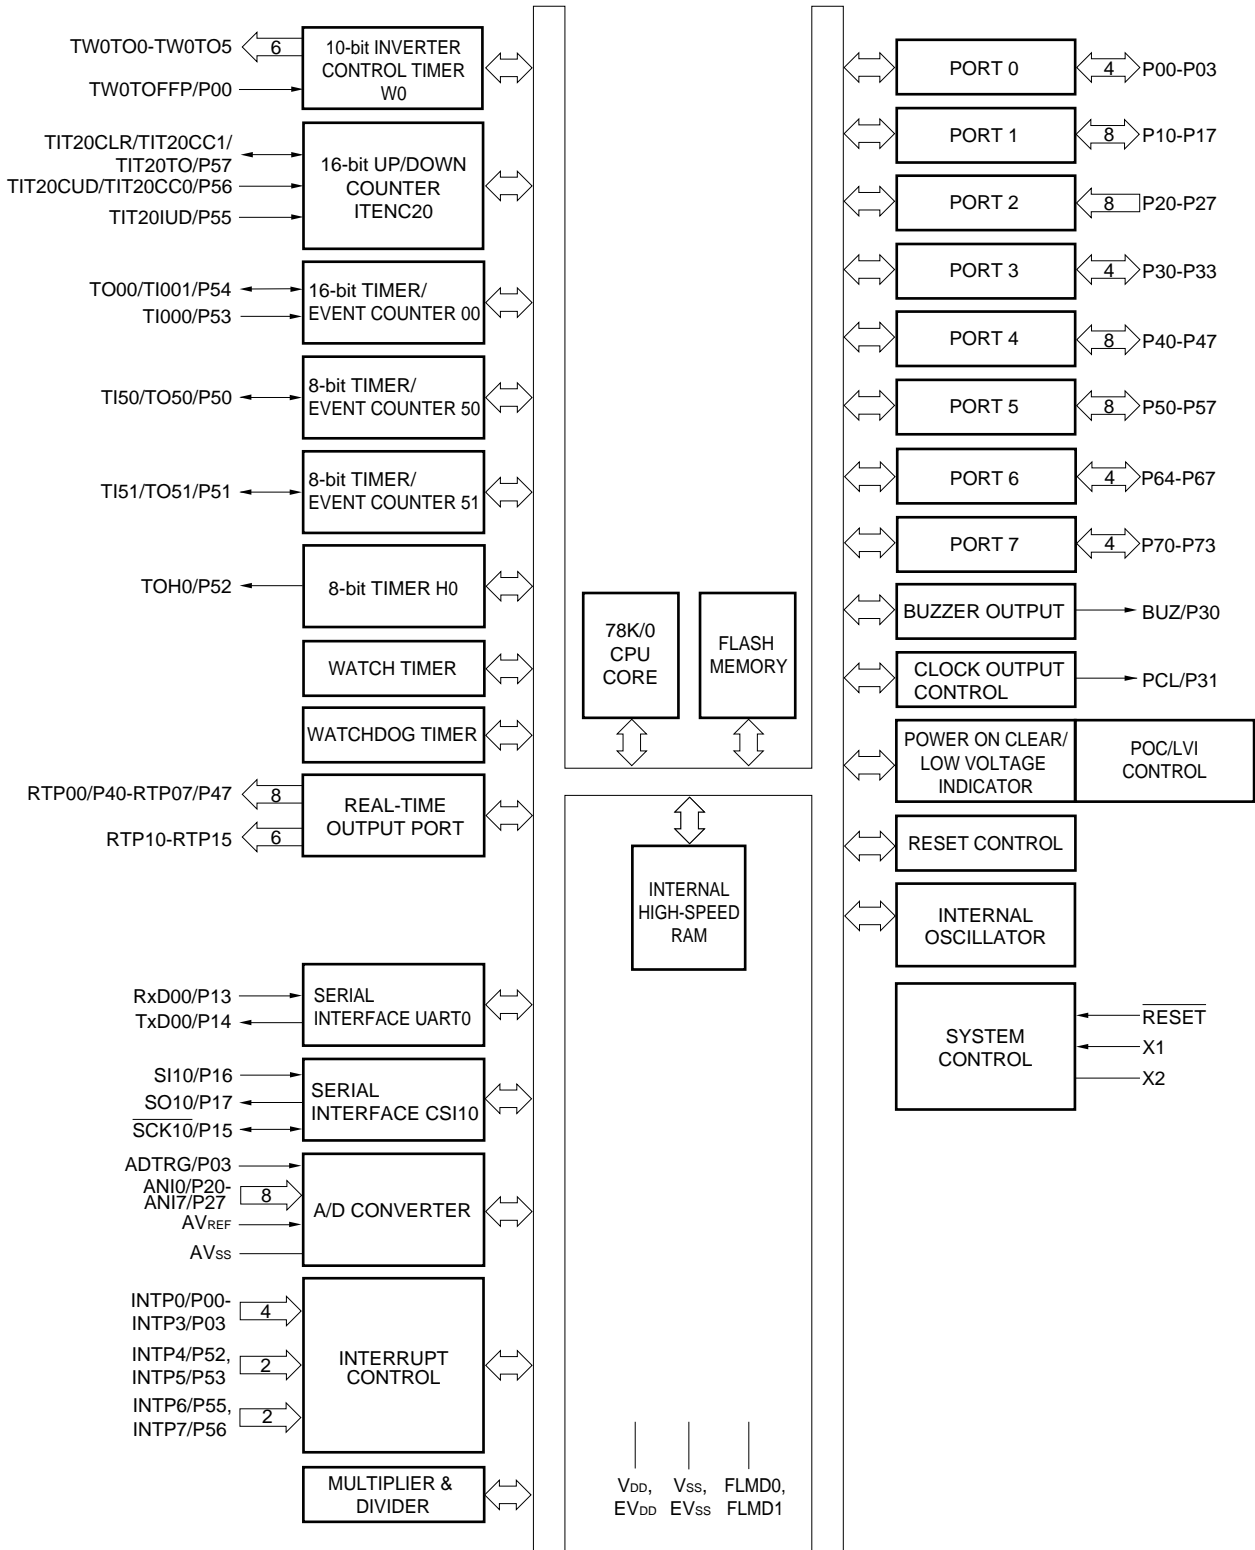 TW0TO0-TW0TO5
6
TW0TOFFP/P00
10-bit INVERTER
CONTROL TIMER
W0
TIT20CLR/TIT20CC1/
TIT20TO/P57
TIT20CUD/TIT20CC0/P56
TIT20IUD/P55
16-bit UP/DOWN
COUNTER
ITENC20
TO00/TI001/P54
TI000/P53
16-bit TIMER/
EVENT COUNTER 00
TI50/TO50/P50
8-bit TIMER/
EVENT COUNTER 50
TI51/TO51/P51
8-bit TIMER/
EVENT COUNTER 51
TOH0/P52
8-bit TIMER H0
WATCH TIMER
WATCHDOG TIMER
RTP00/P40-RTP07/P47
8
RTP10-RTP15
6
REAL-TIME
OUTPUT PORT
RxD00/P13
TxD00/P14
SERIAL
INTERFACE UART0
SI10/P16
SO10/P17
SCK10/P15
SERIAL
INTERFACE CSI10
ADTRG/P03
ANI0/P20-
ANI7/P27
8
AVREF
AVSS
A/D CONVERTER
INTP0/P00-
INTP3/P03
4
INTP4/P52,
INTP5/P53
2
INTP6/P55,
INTP7/P56
2
INTERRUPT
CONTROL
MULTIPLIER &
DIVIDER
78K/0
CPU
CORE
FLASH
MEMORY
INTERNAL
HIGH-SPEED
RAM
VDD,
EVDD
VSS,
EVSS
FLMD0,
FLMD1
PORT 0
4
P00-P03
PORT 1
8
P10-P17
PORT 2
8
P20-P27
PORT 3
4
P30-P33
PORT 4
8
P40-P47
PORT 5
8
P50-P57
PORT 6
4
P64-P67
PORT 7
4
P70-P73
BUZZER OUTPUT
BUZ/P30
CLOCK OUTPUT
CONTROL
PCL/P31
POWER ON CLEAR/
LOW VOLTAGE
INDICATOR
POC/LVI
CONTROL
RESET CONTROL
INTERNAL
OSCILLATOR
SYSTEM
CONTROL
RESET
X1
X2